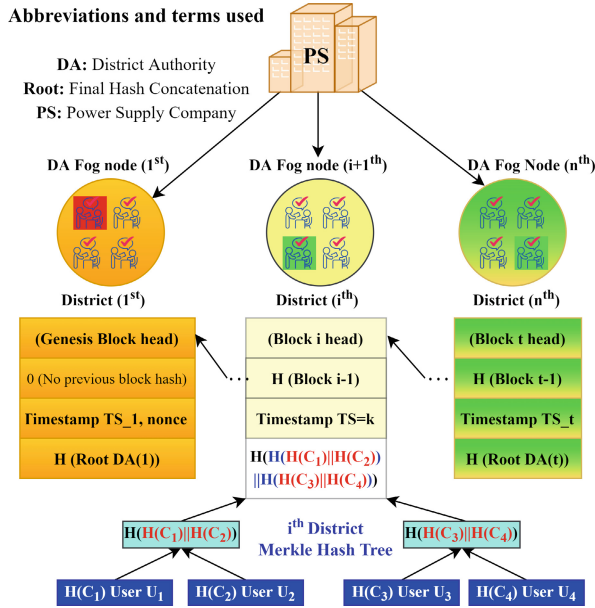 Abbreviations and terms used
PS
DA: District Authority
Root: Final Hash Concatenation
PS: Power Supply Company
DA Fog node (1st)
DA Fog node (i+1th)
DA Fog Node (nth)
District (1st)
District (ith)
District (nth)
(Genesis Block head)
(Block i head)
(Block t head)
0 (No previous block hash)
...
H (Block i-1)
...
H (Block t-1)
Timestamp TS_1, nonce
Timestamp TS=k
Timestamp TS_t
H (Root DA(1))
H(H(H(C1)||H(C2))
||H(H(C3)||H(C4)))
H (Root DA(t))
H(H(C1)||H(C2))
ith District
Merkle Hash Tree
H(H(C3)||H(C4))
H(C1) User U1
H(C2) User U2
H(C3) User U3
H(C4) User U4